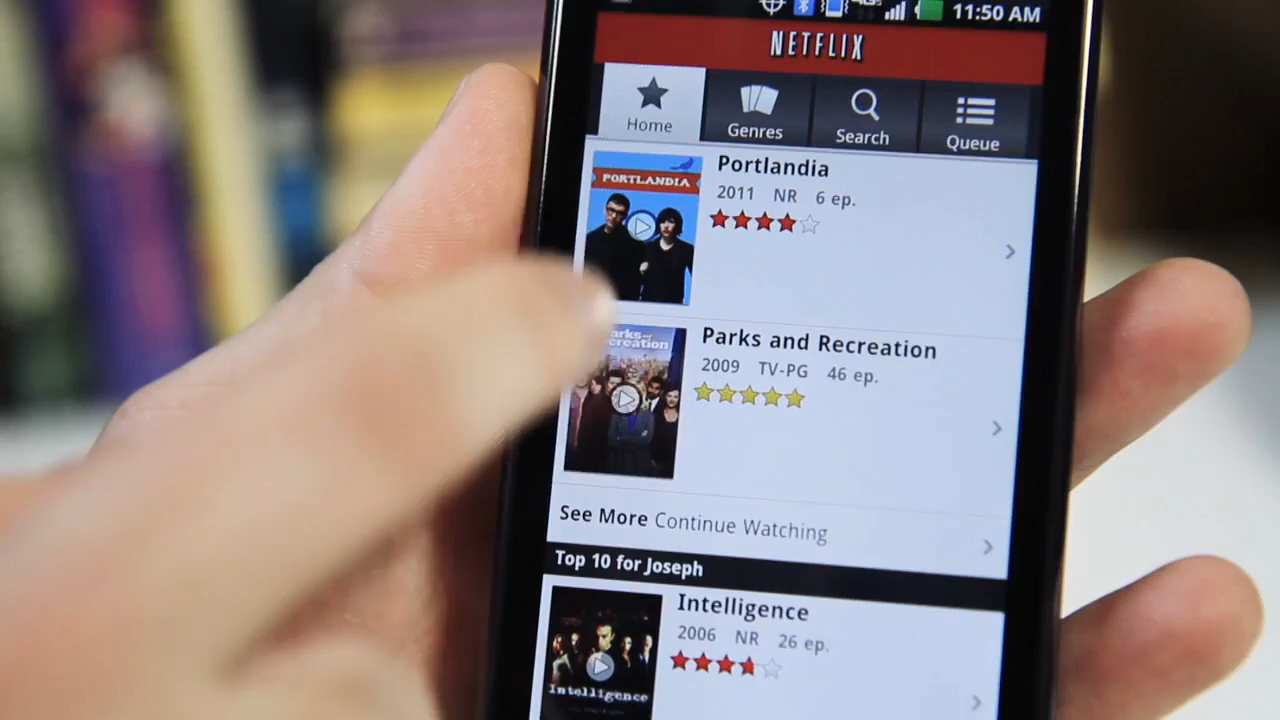 11:50 AM
NETFLIX
Home
Genres
Search
Queue
PORTLANDIA
Portlandia
2011 NR 6 ep.
Parks and Recreation
2009 TV-PG 46 ep.
See More Continue Watching
Top 10 for Joseph
Intelligence
2006 NR 26 ep.
Intelligence